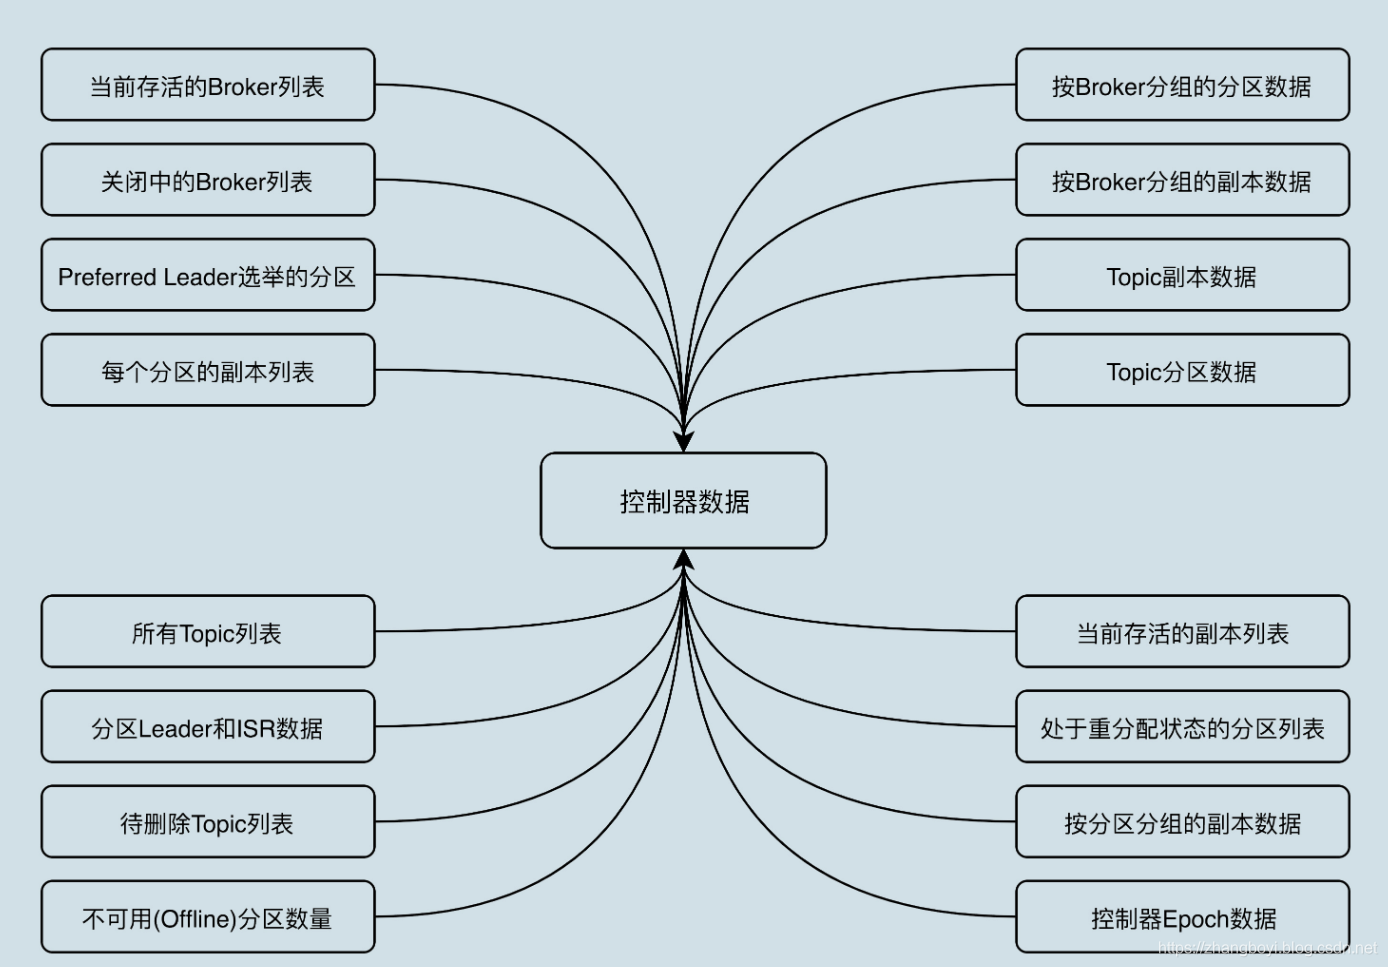 当前存活的Broker列表
关闭中的Broker列表
Preferred Leader选举的分区
每个分区的副本列表
按Broker分组的分区数据
按Broker分组的副本数据
Topic副本数据
Topic分区数据
控制器数据
所有Topic列表
分区Leader和ISR数据
待删除Topic列表
不可用(Offline)分区数量
当前存活的副本列表
处于重分配状态的分区列表
按分区分组的副本数据
控制器Epoch数据
https://zhangboyi.blog.csdn.net